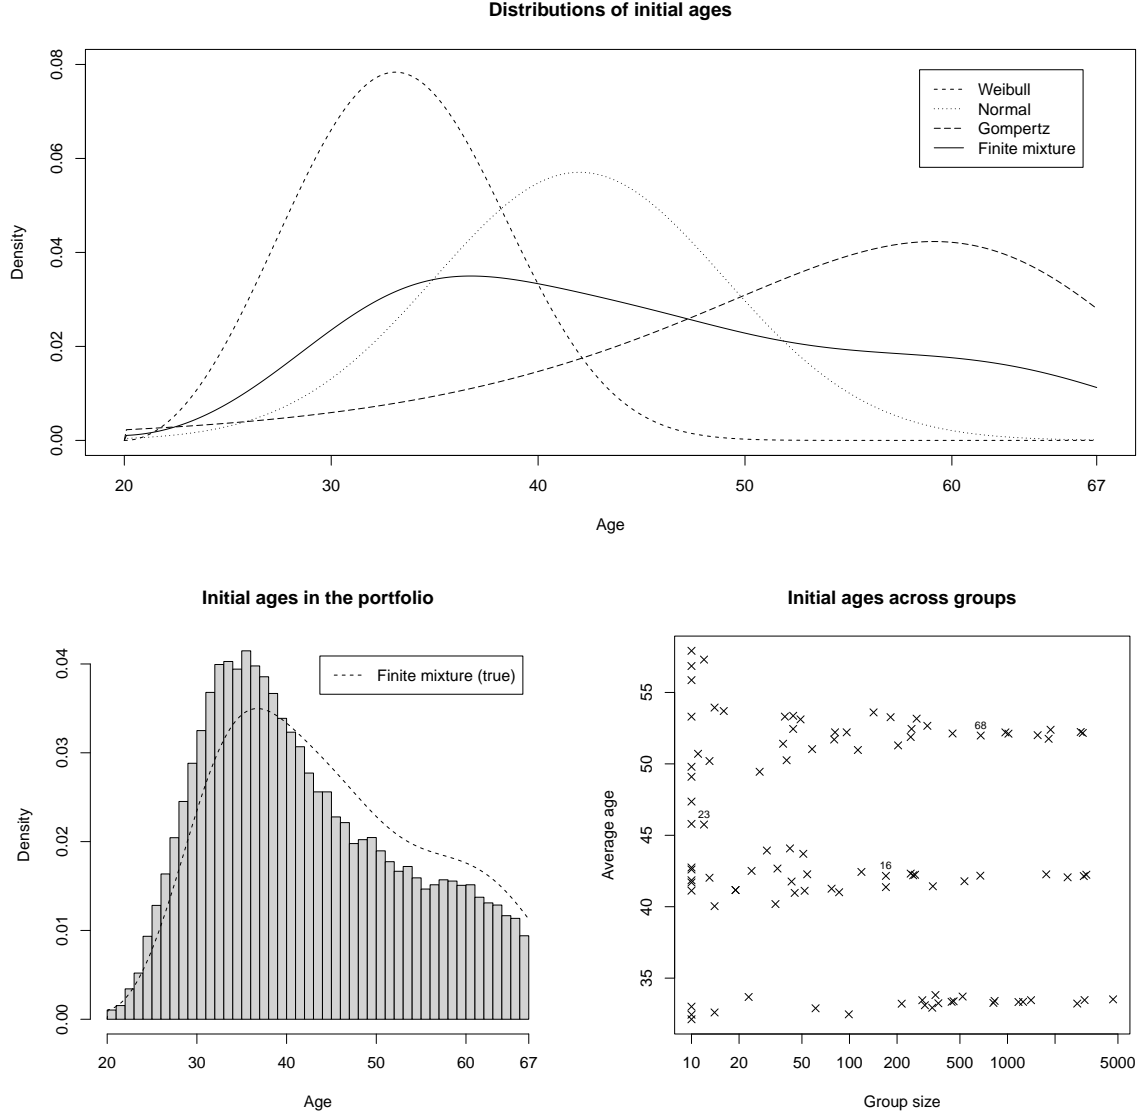 Distributions of initial ages
Density
0.00 0.02 0.04 0.06 0.08
Weibull
Normal
Gompertz
Finite mixture
20 30 40 50 60 67
Age
Initial ages in the portfolio
Density
0.00 0.01 0.02 0.03 0.04
Finite mixture (true)
20 30 40 50 60 67
Age
Initial ages across groups
Average age
35 40 45 50 55
68
23
16
10 20 50 100 200 500 1000 5000
Group size